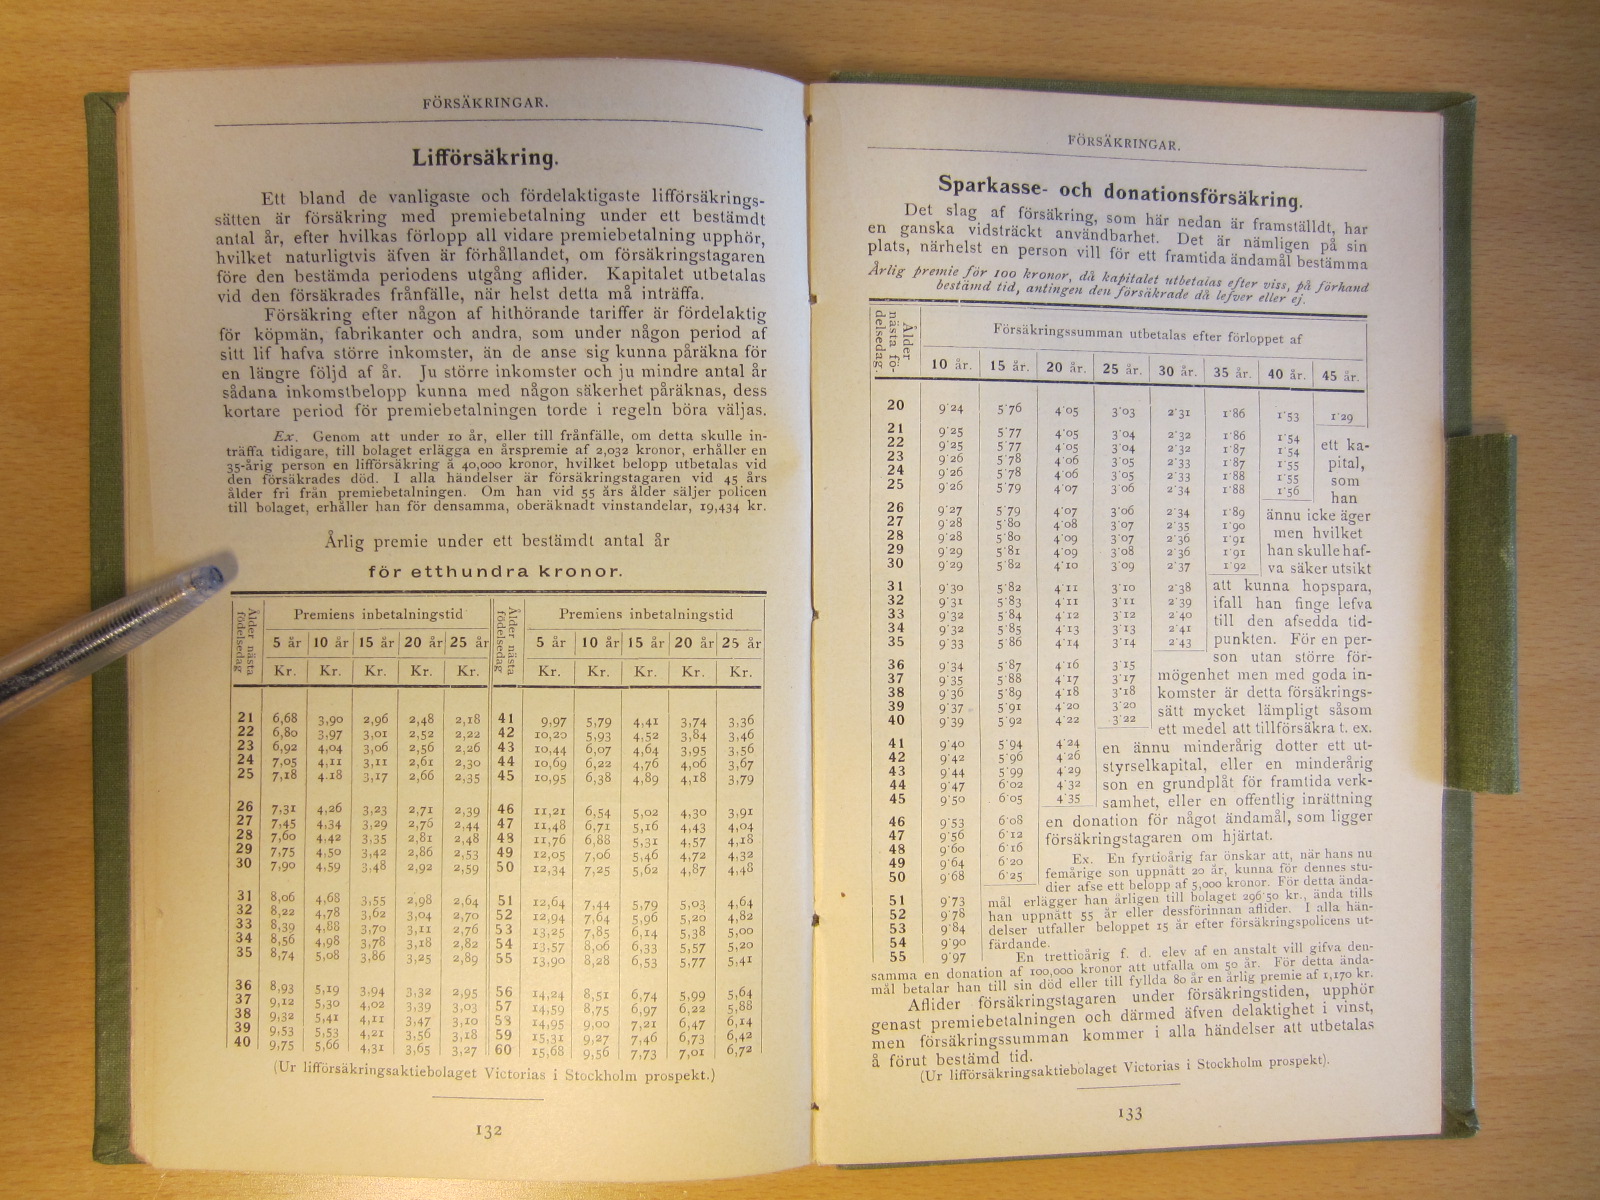 FÖRSÄKRINGAR.
Lifförsäkring.
Ett bland de vanligaste och fördelaktigaste lifförsäkrings-
sätten är försäkring med premiebetalning under ett bestämdt
antal år, efter hvilkas förlopp all vidare premiebetalning upphör,
hvilket naturligtvis äfven är förhållandet, om försäkringstagaren
före den bestämda periodens utgång aflider. Kapitalet utbetalas
vid den försäkrades frånfälle, när helst detta må inträffa.
Försäkring efter någon af hithörande tariffer är fördelaktig
för köpmän, fabrikanter och andra, som under någon period af
sitt lif hafva större inkomster, än de anse sig kunna påräkna för
en längre följd af år. Ju större inkomster och ju mindre antal år
sådana inkomstbelopp kunna med någon säkerhet påräknas, dess
kortare period för premiebetalningen torde i regeln böra väljas.
Ex. Genom att under 10 år, eller till frånfälle, om detta skulle in-
träffa tidigare, till bolaget erlägga en årspremie af 2,032 kronor, erhåller en
35-årig person en lifförsäkring å 40,000 kronor, hvilket belopp utbetalas vid
den försäkrades död. I alla händelser är försäkringstagaren vid 45 års
ålder fri från premiebetalningen. Om han vid 55 års ålder säljer policen
till bolaget, erhåller han för densamma, oberäknadt vinstandelar, 19,434 kr.
Årlig premie under ett bestämdt antal år
för etthundra kronor.
Ålder nästa födelsedag
Premiens inbetalningstid
Ålder nästa födelsedag
Premiens inbetalningstid
5 år 10 år 15 år 20 år 25 år 5 år 10 år 15 år 20 år 25 år
Kr. Kr. Kr. Kr. Kr. Kr. Kr. Kr. Kr. Kr.
21 6,68 3,90 2,96 2,48 2,18 41 9,97 5,79 4,41 3,74 3,36
22 6,80 3,97 3,01 2,52 2,22 42 10,20 5,93 4,52 3,84 3,46
23 6,92 4,04 3,06 2,56 2,26 43 10,44 6,07 4,64 3,95 3,56
24 7,05 4,11 3,11 2,61 2,30 44 10,69 6,22 4,76 4,06 3,67
25 7,18 4,18 3,17 2,66 2,35 45 10,95 6,38 4,89 4,18 3,79
26 7,31 4,26 3,23 2,71 2,39 46 11,21 6,54 5,02 4,30 3,91
27 7,45 4,34 3,29 2,76 2,44 47 11,48 6,71 5,16 4,43 4,04
28 7,60 4,42 3,35 2,81 2,48 48 11,76 6,88 5,31 4,57 4,18
29 7,75 4,50 3,42 2,86 2,53 49 12,05 7,06 5,46 4,72 4,32
30 7,90 4,59 3,48 2,92 2,59 50 12,34 7,25 5,62 4,87 4,48
31 8,06 4,68 3,55 2,98 2,64 51 12,64 7,44 5,79 5,03 4,64
32 8,22 4,78 3,62 3,04 2,70 52 12,94 7,64 5,96 5,20 4,82
33 8,39 4,88 3,70 3,11 2,76 53 13,25 7,85 6,14 5,38 5,00
34 8,56 4,98 3,78 3,18 2,82 54 13,57 8,06 6,33 5,57 5,20
35 8,74 5,08 3,86 3,25 2,89 55 13,90 8,28 6,53 5,77 5,41
36 8,93 5,19 3,94 3,32 2,95 56 14,24 8,51 6,74 5,99 5,64
37 9,12 5,30 4,02 3,39 3,03 57 14,59 8,75 6,97 6,22 5,88
38 9,32 5,41 4,11 3,47 3,10 58 14,95 9,00 7,21 6,47 6,14
39 9,53 5,53 4,21 3,56 3,18 59 15,31 9,27 7,46 6,73 6,42
40 9,75 5,66 4,31 3,65 3,27 60 15,68 9,56 7,73 7,01 6,72
(Ur lifförsäkringsaktiebolaget Victorias i Stockholm prospekt.)
132
FÖRSÄKRINGAR.
Sparkasse- och donationsförsäkring.
Det slag af försäkring, som här nedan är framställdt, har
en ganska vidsträckt användbarhet. Det är nämligen på sin
plats, närhelst en person vill för ett framtida ändamål bestämma
Årlig premie för 100 kronor, då kapitalet utbetalas efter viss, på förhand
bestämd tid, antingen den försäkrade då lefver eller ej.
Ålder nästa fö-delsedag.
Försäkringssumman utbetalas efter förloppet af
10 år. 15 år. 20 år. 25 år. 30 år. 35 år. 40 år. 45 år.
20 9·24 5·76 4·05 3·03 2·31 1·86 1·53 1·29
21 9·25 5·77 4·05 3·04 2·32 1·86 1·54 ett ka-
22 9·25 5·77 4·05 3·04 2·32 1·87 1·54
23 9·26 5·78 4·06 3·05 2·33 1·87 1·55 pital,
24 9·26 5·78 4·06 3·05 2·33 1·88 1·55 som
25 9·26 5·79 4·07 3·06 2·34 1·88 1·56 han
26 9·27 5·79 4·07 3·06 2·34 1·89 ännu icke äger
27 9·28 5·80 4·08 3·07 2·35 1·90 men hvilket
28 9·28 5·80 4·09 3·07 2·36 1·91
29 9·29 5·81 4·09 3·08 2·36 1·91 han skulle haf-
30 9·29 5·82 4·10 3·09 2·37 1·92 va säker utsikt
31 9·30 5·82 4·11 3·10 2·38 att kunna hopspara,
32 9·31 5·83 4·11 3·11 2·39 ifall han finge lefva
33 9·32 5·84 4·12 3·12 2·40 till den afsedda tid-
34 9·32 5·85 4·13 3·13 2·41
35 9·33 5·86 4·14 3·14 2·43 punkten. För en per-
son utan större för-
36 9·34 5·87 4·16 3·15
37 9·35 5·88 4·17 3·17 mögenhet men med goda in-
38 9·36 5·89 4·18 3·18 komster är detta försäkrings-
39 9·37 5·91 4·20 3·20 sätt mycket lämpligt såsom
40 9·39 5·92 4·22 3·22 ett medel att tillförsäkra t. ex.
41 9·40 5·94 4·24 en ännu minderårig dotter ett ut-
42 9·42 5·96 4·26 styrselkapital, eller en minderårig
43 9·44 5·99 4·29 son en grundplåt för framtida verk-
44 9·47 6·02 4·32
45 9·50 6·05 4·35 samhet, eller en offentlig inrättning
46 9·53 6·08 en donation för något ändamål, som ligger
47 9·56 6·12 försäkringstagaren om hjärtat.
48 9·60 6·16 Ex. En fyrtioårig far önskar att, när hans nu
49 9·64 6·20 femårige son uppnått 20 år, kunna för dennes stu-
50 9·68 6·25 dier afse ett belopp af 5,000 kronor. För detta ända-
51 9·73 mål erlägger han årligen till bolaget 296·50 kr., ända tills
52 9·78 han uppnått 55 år eller dessförinnan aflider. I alla hän-
53 9·84 delser utfaller beloppet 15 år efter försäkringspolicens ut-
54 9·90 färdande.
55 9·97 En trettioårig f. d. elev af en anstalt vill gifva den-
samma en donation af 100,000 kronor att utfalla om 50 år. För detta ända-
mål betalar han till sin död eller till fyllda 80 år en årlig premie af 1,170 kr.
Aflider försäkringstagaren under försäkringstiden, upphör
genast premiebetalningen och därmed äfven delaktighet i vinst,
men försäkringssumman kommer i alla händelser att utbetalas
å förut bestämd tid.
(Ur lifförsäkringsaktiebolaget Victorias i Stockholm prospekt).
133